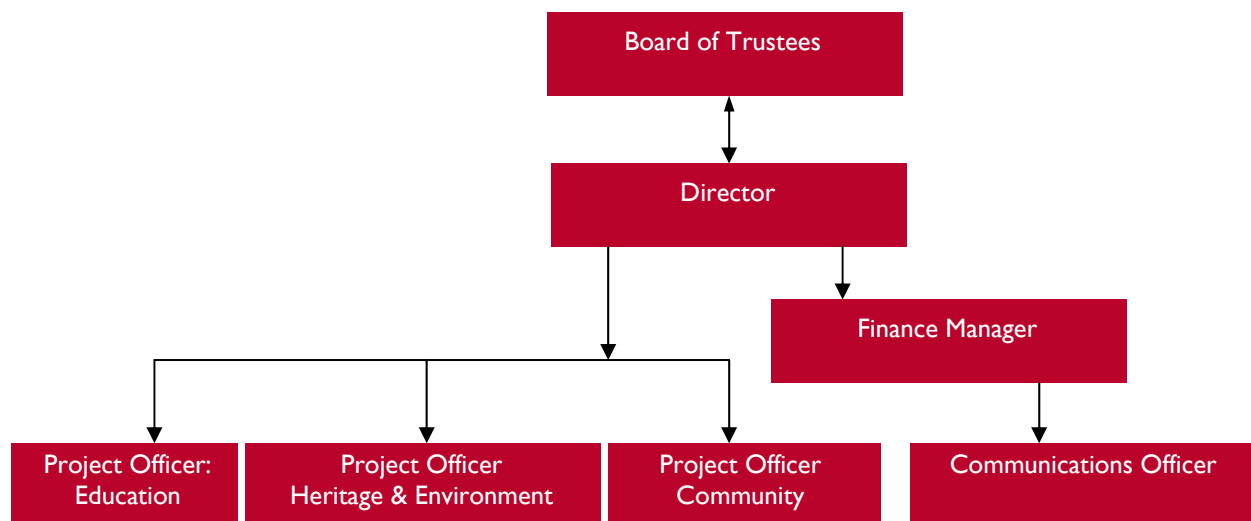 Board of Trustees
Director
Finance Manager
Project Officer:
Education
Project Officer
Heritage & Environment
Project Officer
Community
Communications Officer